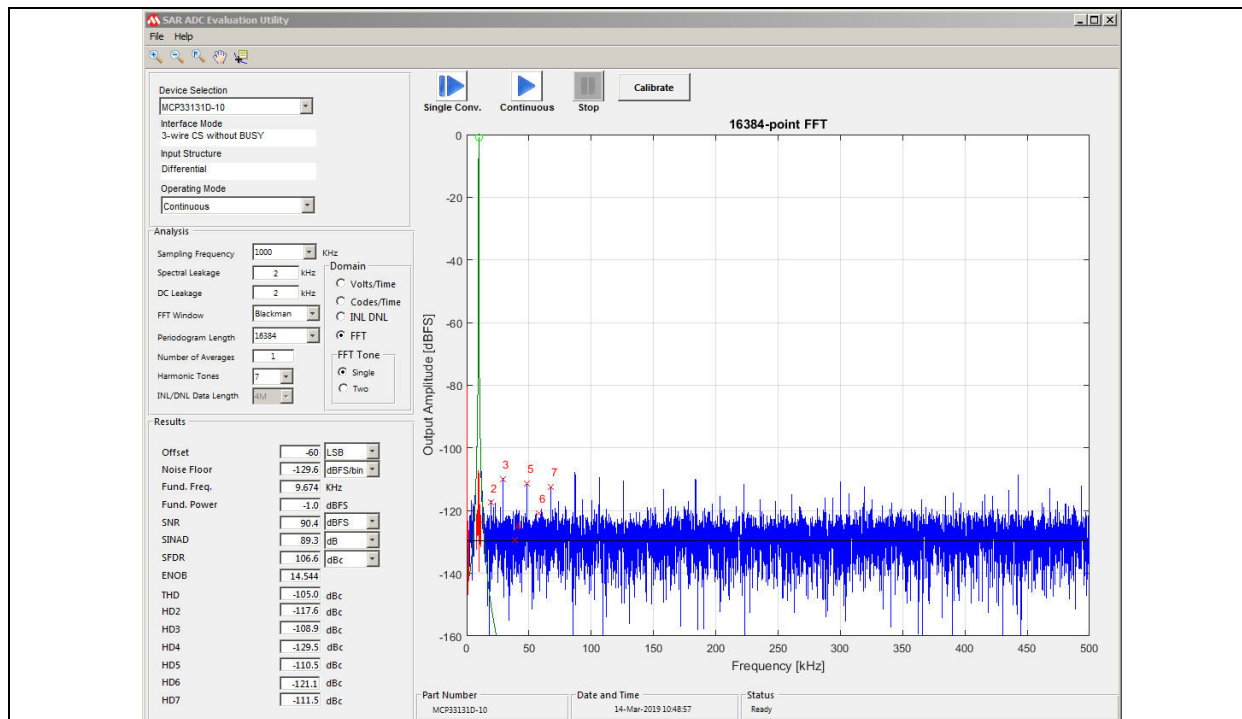 SAR ADC Evaluation Utility
File Help
Single Conv.
Continuous
Stop
Calibrate
Device Selection
MCP33131D-10
Interface Mode
3-wire CS without BUSY
Input Structure
Differential
Operating Mode
Continuous
Analysis
Sampling Frequency 1000 KHz
Spectral Leakage 2 kHz
DC Leakage 2 kHz
FFT Window Blackman
Periodogram Length 16384
Number of Averages 1
Harmonic Tones 7
INL/DNL Data Length 4M
Domain
Volts/Time
Codes/Time
INL DNL
FFT
FFT Tone
Single
Two
Results
Offset -60 LSB
Noise Floor -129.6 dBFS/bin
Fund. Freq. 9.674 KHz
Fund. Power -1.0 dBFS
SNR 90.4 dBFS
SINAD 89.3 dB
SFDR 106.6 dBc
ENOB 14.544
THD -105.0 dBc
HD2 -117.6 dBc
HD3 -108.9 dBc
HD4 -129.5 dBc
HD5 -110.5 dBc
HD6 -121.1 dBc
HD7 -111.5 dBc
16384-point FFT
Output Amplitude [dBFS]
0
-20
-40
-60
-80
-100
-120
-140
-160
2
3
5
6
7
0 50 100 150 200 250 300 350 400 450 500
Frequency [kHz]
Part Number
MCP33131D-10
Date and Time
14-Mar-2019 10:48:57
Status
Ready